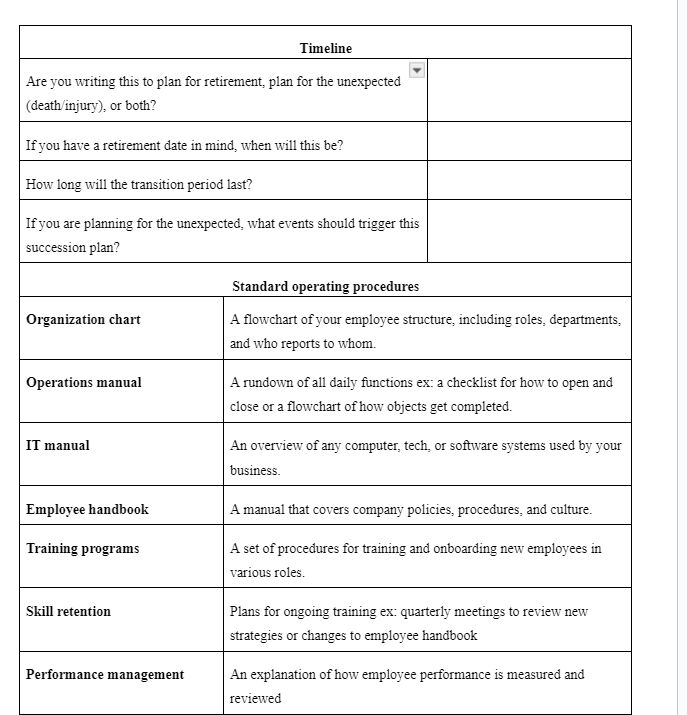 Timeline
Are you writing this to plan for retirement, plan for the unexpected
(death/injury), or both?
If you have a retirement date in mind, when will this be?
How long will the transition period last?
If you are planning for the unexpected, what events should trigger this
succession plan?
Standard operating procedures
Organization chart
A flowchart of your employee structure, including roles, departments,
and who reports to whom.
Operations manual
A rundown of all daily functions ex: a checklist for how to open and
close or a flowchart of how objects get completed.
IT manual
An overview of any computer, tech, or software systems used by your
business.
Employee handbook
A manual that covers company policies, procedures, and culture.
Training programs
A set of procedures for training and onboarding new employees in
various roles.
Skill retention
Plans for ongoing training ex: quarterly meetings to review new
strategies or changes to employee handbook
Performance management
An explanation of how employee performance is measured and
reviewed